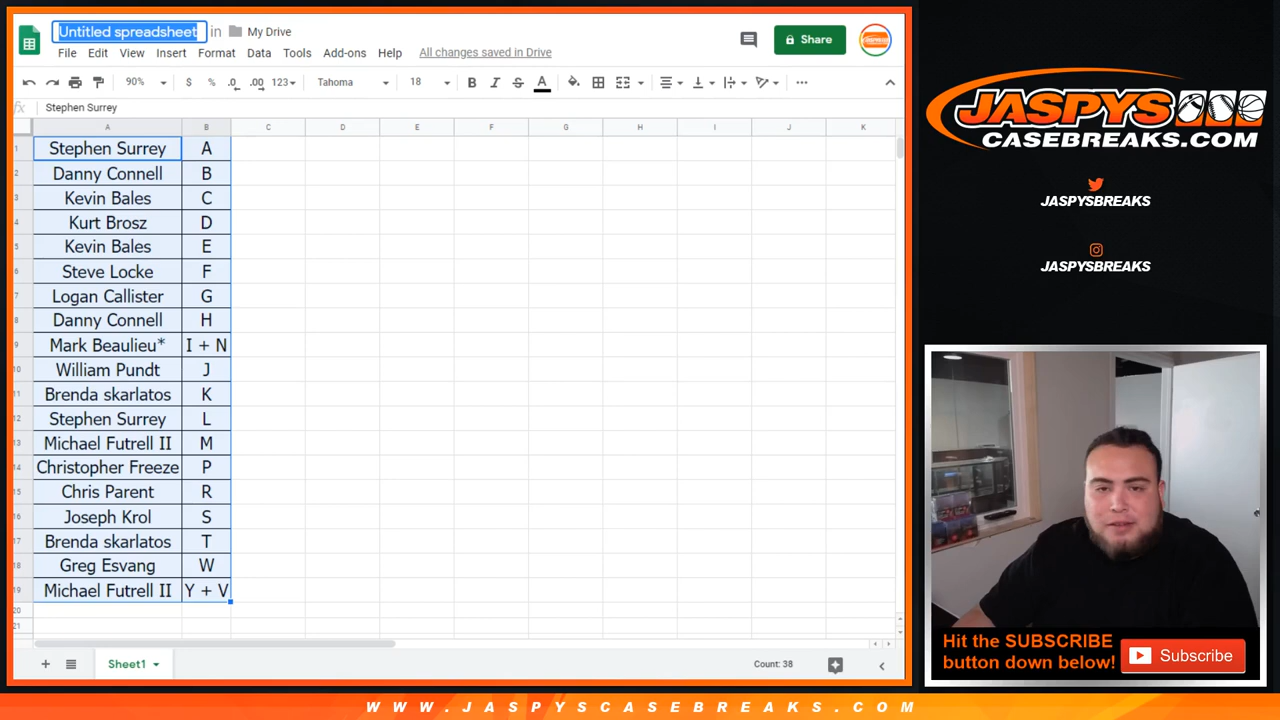 Untitled spreadsheet in My Drive
File Edit View Insert Format Data Tools Add-ons Help All changes saved in Drive
Share
90% $ % .0 .00 123 Tahoma 18 B I S A
fx Stephen Surrey
A B C D E F G H I J K
1 Stephen Surrey A
2 Danny Connell B
3 Kevin Bales C
4 Kurt Brosz D
5 Kevin Bales E
6 Steve Locke F
7 Logan Callister G
8 Danny Connell H
9 Mark Beaulieu* I + N
10 William Pundt J
11 Brenda skarlatos K
12 Stephen Surrey L
13 Michael Futrell II M
14 Christopher Freeze P
15 Chris Parent R
16 Joseph Krol S
17 Brenda skarlatos T
18 Greg Esvang W
19 Michael Futrell II Y + V
20
21
Sheet1
Count: 38
JASPYS
CASEBREAKS.COM
JASPYSBREAKS
JASPYSBREAKS
Hit the SUBSCRIBE
button down below!
Subscribe
WWW.JASPYSCASEBREAKS.COM